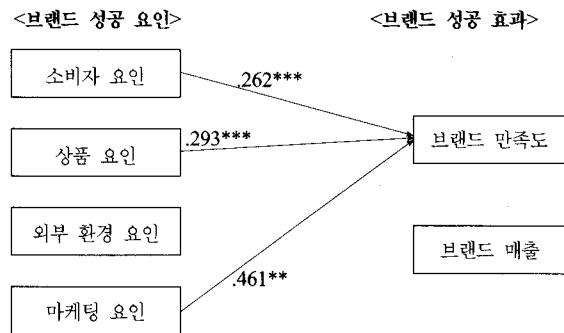 <브랜드 성공 요인> <브랜드 성공 효과>
소비자 요인
.262***
상품 요인
.293***
브랜드 만족도
외부 환경 요인
브랜드 매출
.461**
마케팅 요인